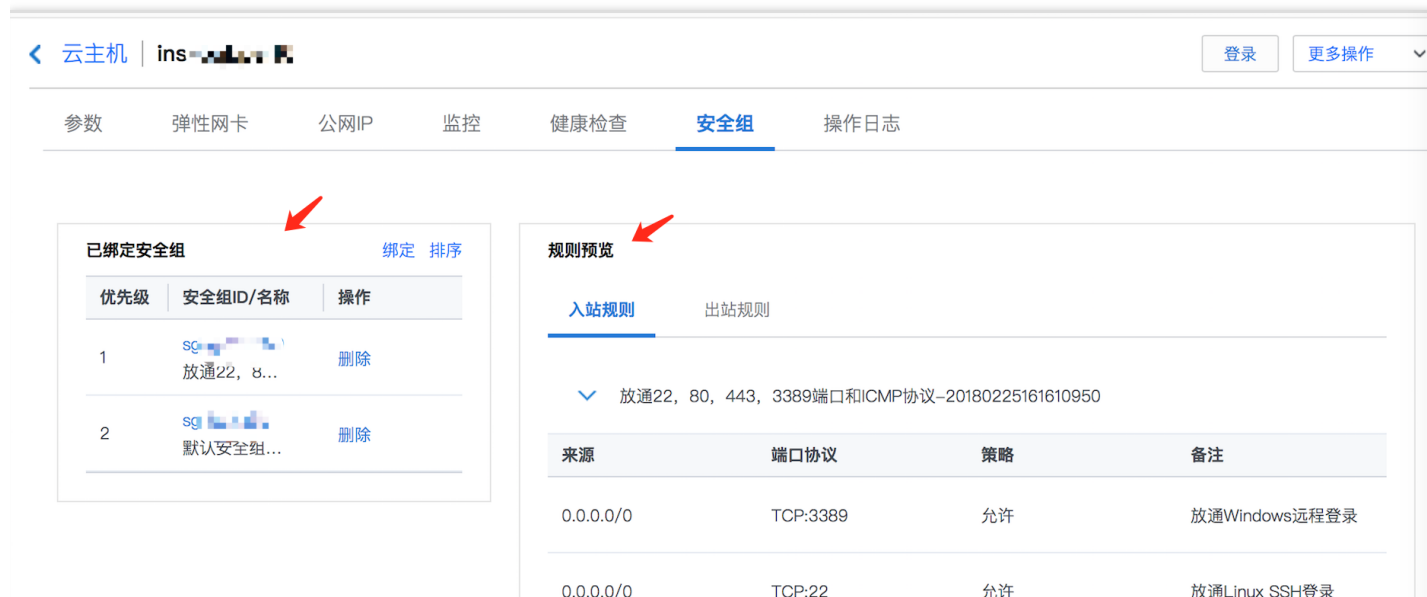 云主机 ins-
登录 更多操作
参数 弹性网卡 公网IP 监控 健康检查 安全组 操作日志
已绑定安全组 绑定 排序
优先级 安全组ID/名称 操作
1 sg 删除
放通22，8...
2 sg 删除
默认安全组...
规则预览
入站规则 出站规则
放通22，80，443，3389端口和ICMP协议-20180225161610950
来源 端口协议 策略 备注
0.0.0.0/0 TCP:3389 允许 放通Windows远程登录
0.0.0.0/0 TCP:22 允许 放通Linux SSH登录